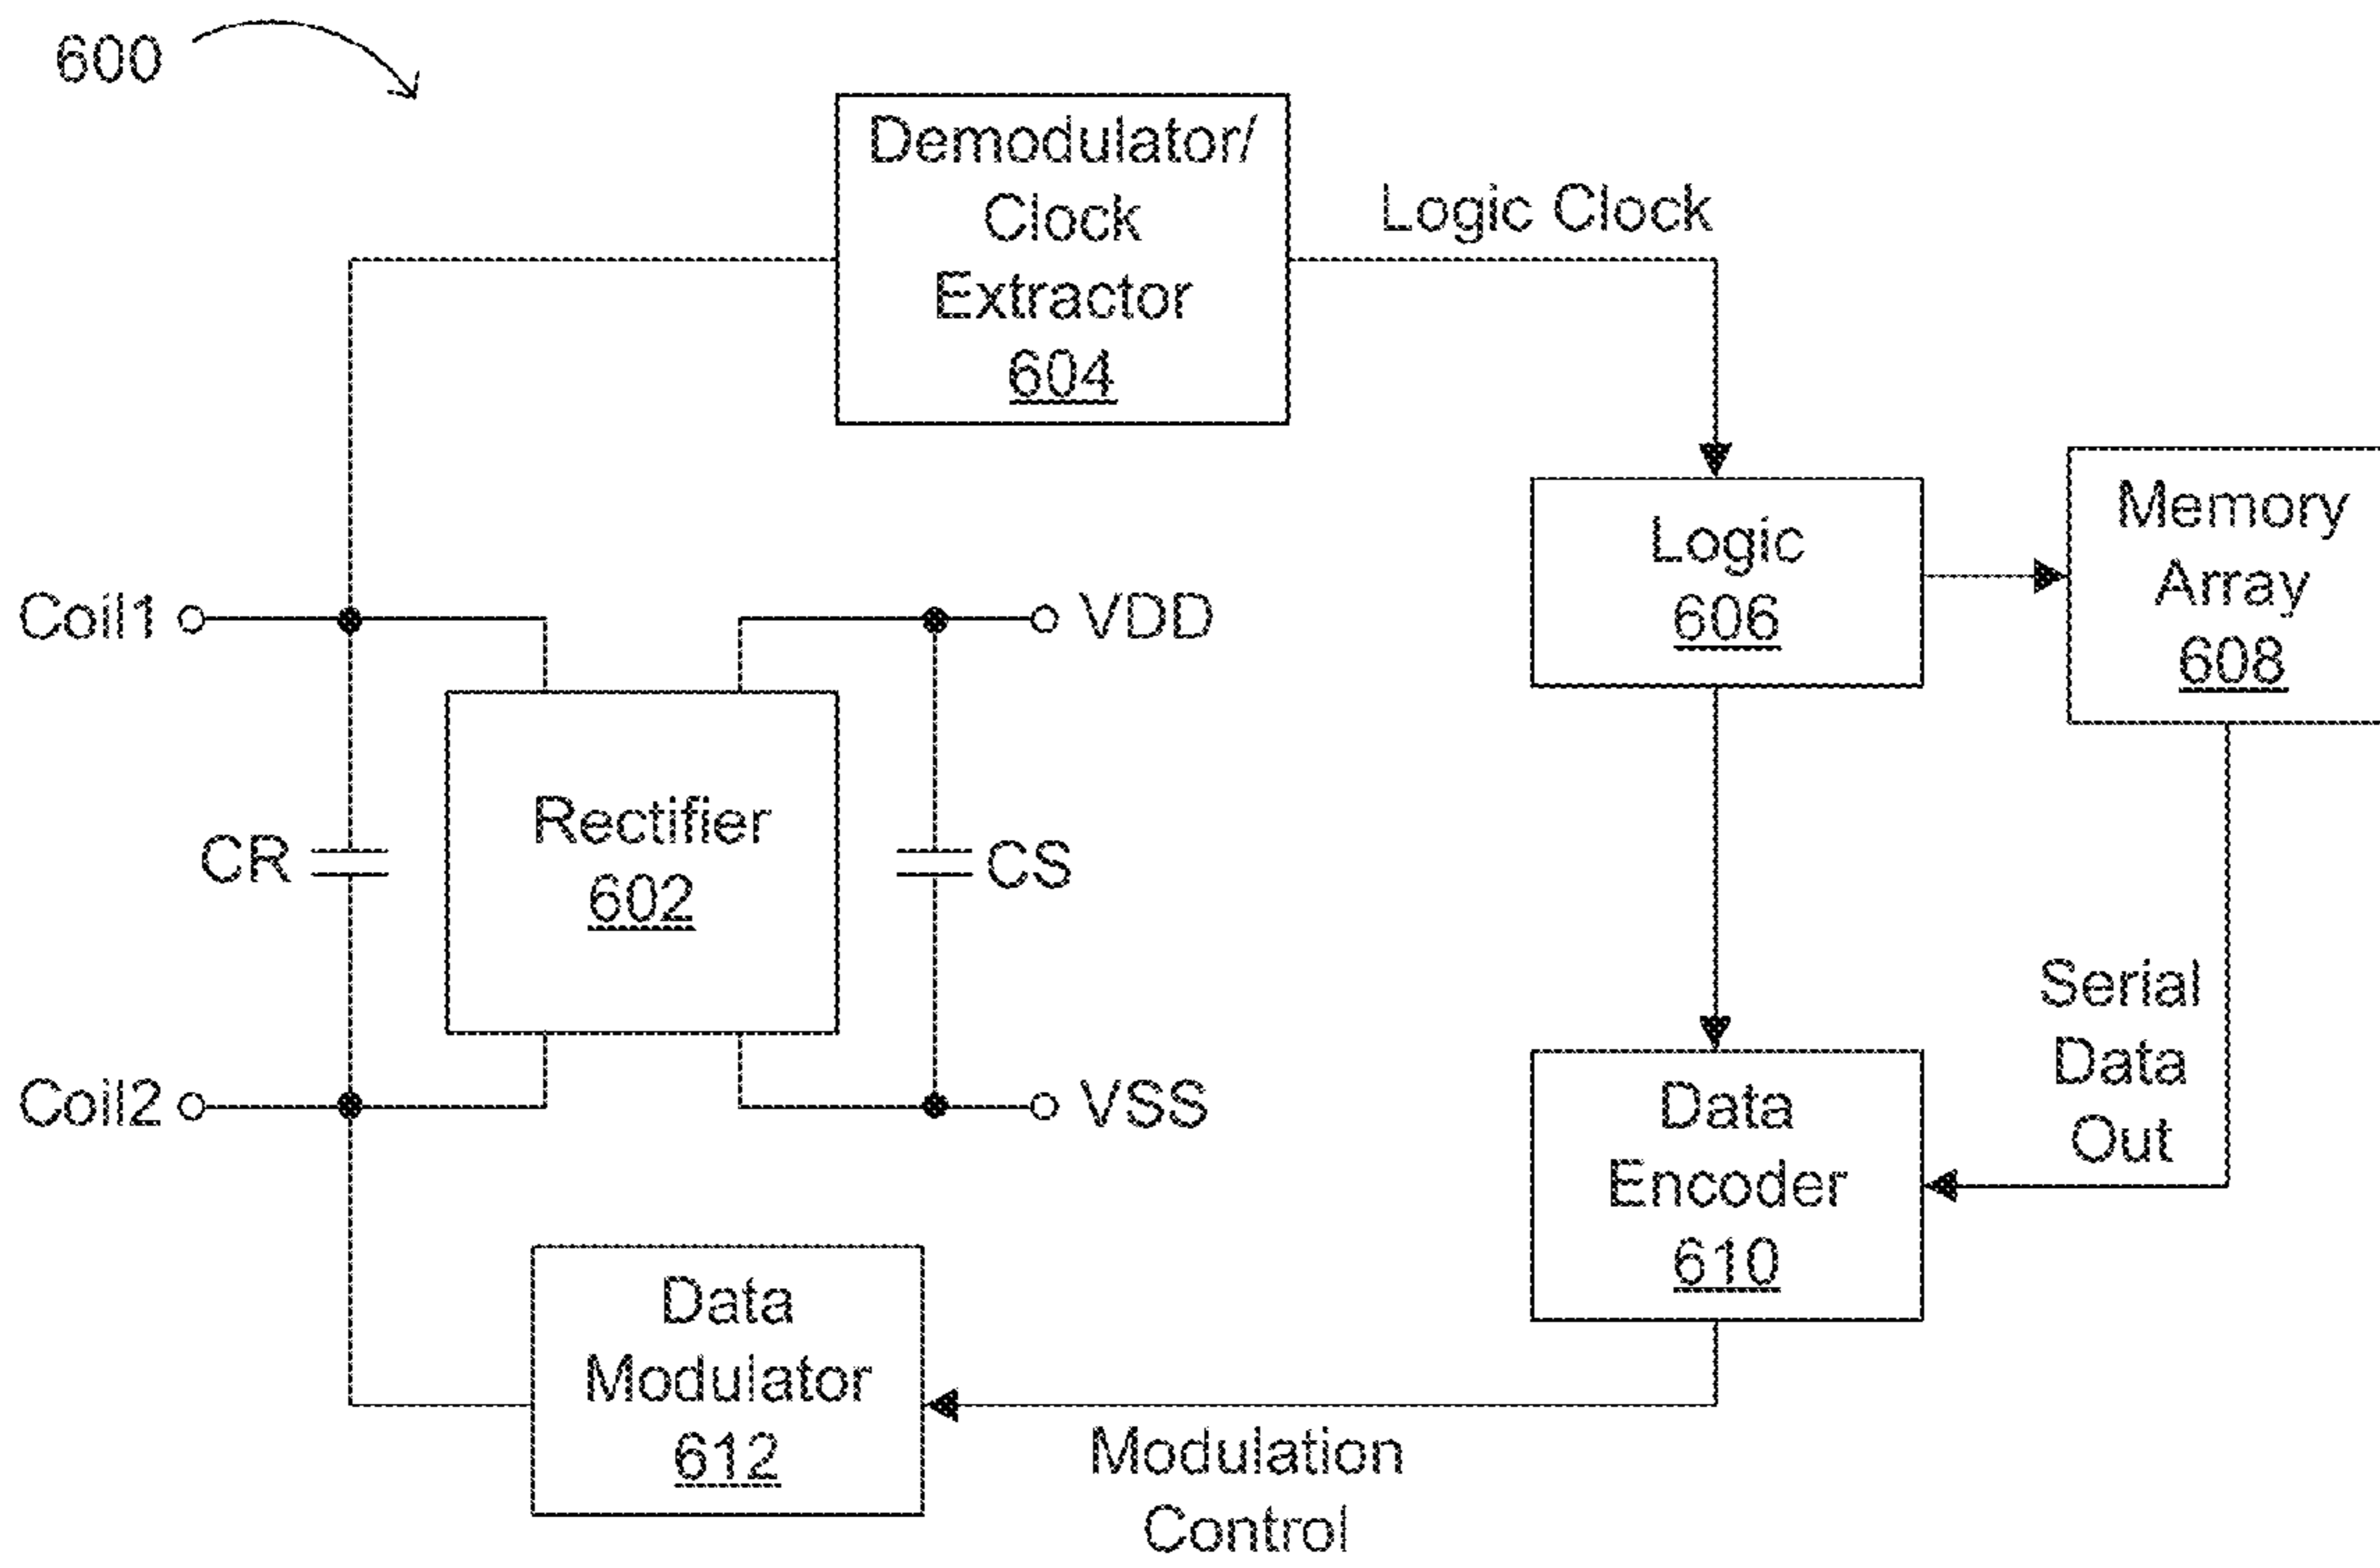 600
Demodulator/
Clock
Extractor
604
Logic Clock
Logic
606
Memory
Array
608
Coil1
VDD
Rectifier
602
CR
CS
Coil2
VSS
Serial
Data
Out
Data
Encoder
610
Data
Modulator
612
Modulation
Control